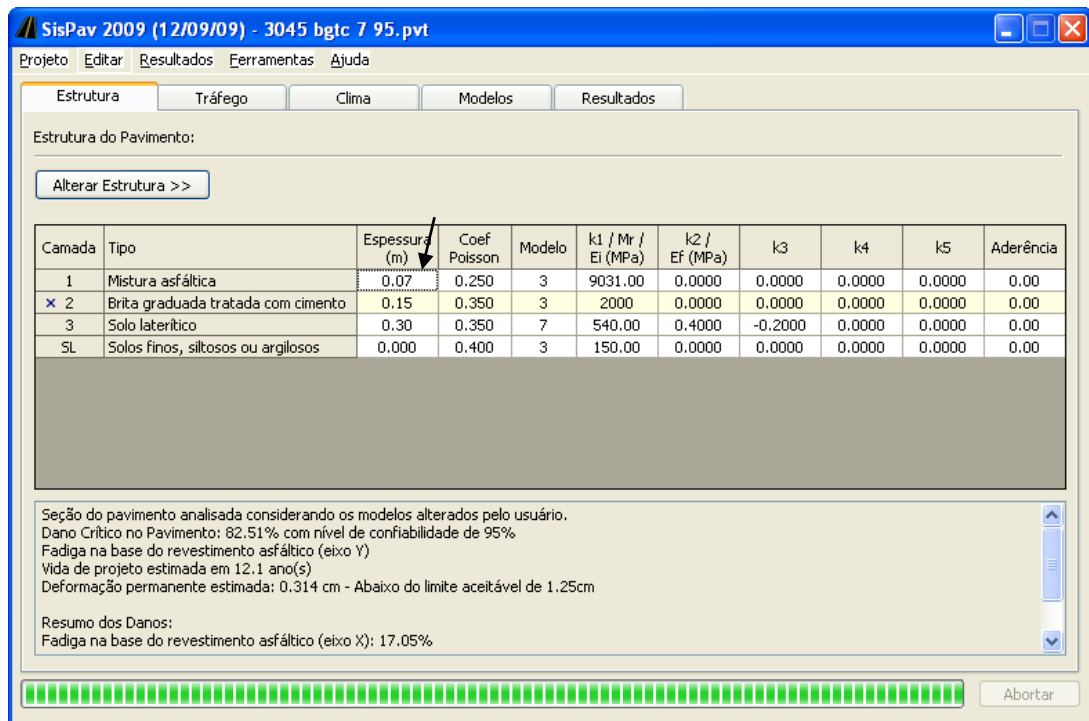 SisPav 2009 (12/09/09) - 3045 bgtc 7 95.pvt
Projeto Editar Resultados Ferramentas Ajuda
Estrutura Tráfego Clima Modelos Resultados
Estrutura do Pavimento:
Alterar Estrutura >>
Camada Tipo Espessura (m) Coef Poisson Modelo k1 / Mr / Ei (MPa) k2 / Ef (MPa) k3 k4 k5 Aderência
1 Mistura asfáltica 0.07 0.250 3 9031.00 0.0000 0.0000 0.0000 0.0000 0.00
× 2 Brita graduada tratada com cimento 0.15 0.350 3 2000 0.0000 0.0000 0.0000 0.0000 0.00
3 Solo laterítico 0.30 0.350 7 540.00 0.4000 -0.2000 0.0000 0.0000 0.00
SL Solos finos, siltosos ou argilosos 0.000 0.400 3 150.00 0.0000 0.0000 0.0000 0.0000 0.00
Seção do pavimento analisada considerando os modelos alterados pelo usuário.
Dano Crítico no Pavimento: 82.51% com nível de confiabilidade de 95%
Fadiga na base do revestimento asfáltico (eixo Y)
Vida de projeto estimada em 12.1 ano(s)
Deformação permanente estimada: 0.314 cm - Abaixo do limite aceitável de 1.25cm
Resumo dos Danos:
Fadiga na base do revestimento asfáltico (eixo X): 17.05%
Abortar